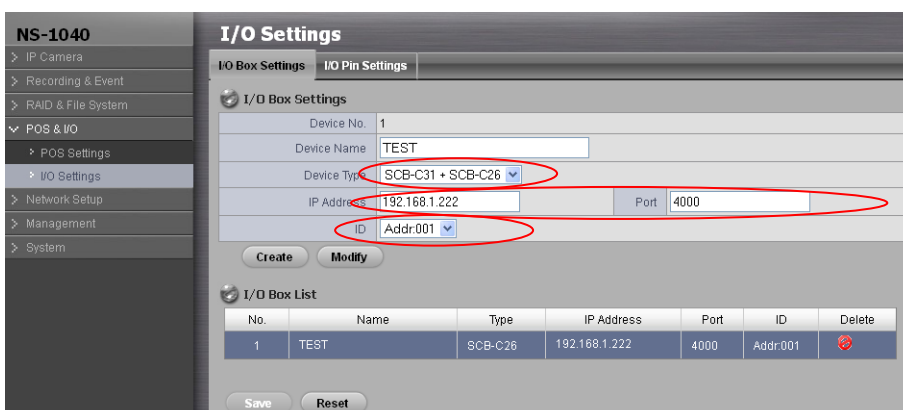 NS-1040
I/O Settings
IP Camera
Recording & Event
RAID & File System
POS & I/O
POS Settings
I/O Settings
Network Setup
Management
System
I/O Box Settings I/O Pin Settings
I/O Box Settings
Device No. 1
Device Name TEST
Device Type SCB-C31 + SCB-C26
IP Address 192.168.1.222 Port 4000
ID Addr:001
Create Modify
I/O Box List
No. Name Type IP Address Port ID Delete
1 TEST SCB-C26 192.168.1.222 4000 Addr:001
Save Reset